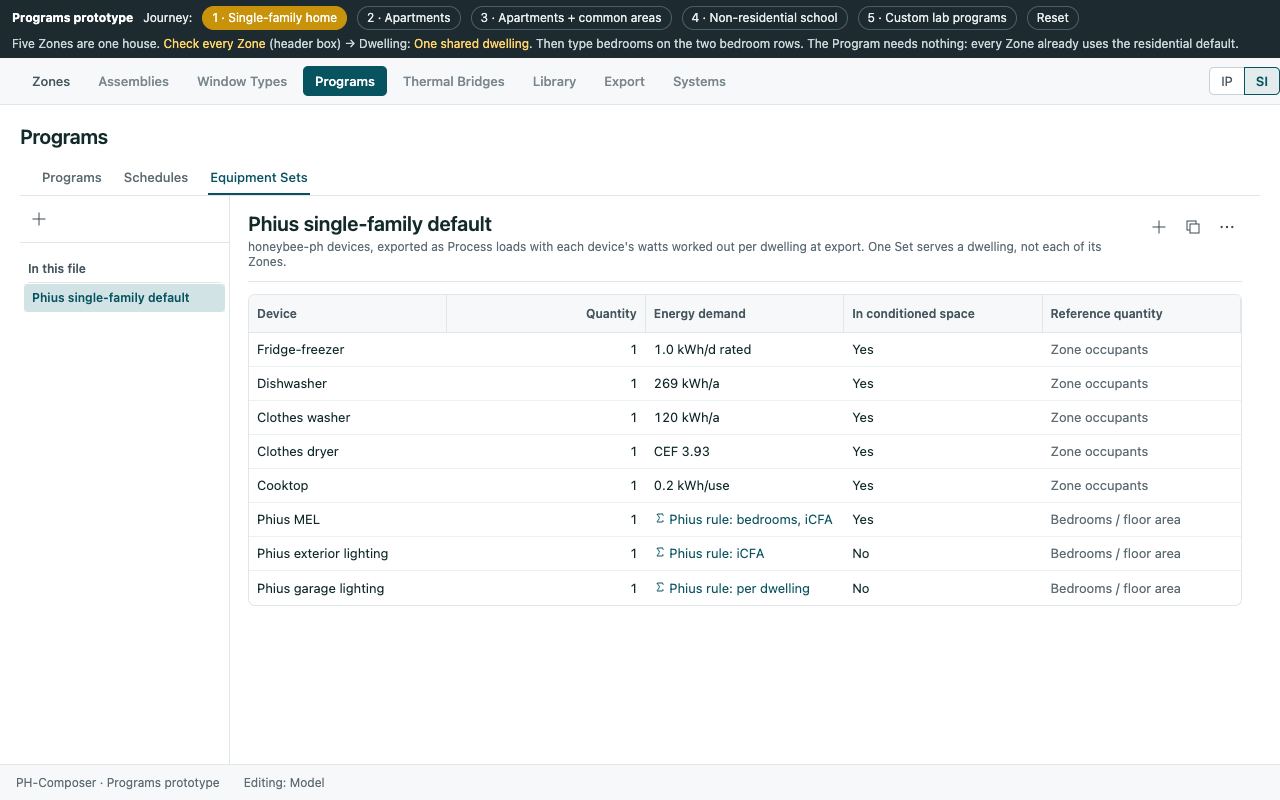 Programs prototype Journey: 1 · Single-family home 2 · Apartments 3 · Apartments + common areas 4 · Non-residential school 5 · Custom lab programs Reset
Five Zones are one house. Check every Zone (header box) → Dwelling: One shared dwelling. Then type bedrooms on the two bedroom rows. The Program needs nothing: every Zone already uses the residential default.
Zones Assemblies Window Types Programs Thermal Bridges Library Export Systems IP SI
Programs
Programs Schedules Equipment Sets
In this file
Phius single-family default
Phius single-family default
honeybee-ph devices, exported as Process loads with each device's watts worked out per dwelling at export. One Set serves a dwelling, not each of its
Zones.
Device Quantity Energy demand In conditioned space Reference quantity
Fridge-freezer 1 1.0 kWh/d rated Yes Zone occupants
Dishwasher 1 269 kWh/a Yes Zone occupants
Clothes washer 1 120 kWh/a Yes Zone occupants
Clothes dryer 1 CEF 3.93 Yes Zone occupants
Cooktop 1 0.2 kWh/use Yes Zone occupants
Phius MEL 1 Σ Phius rule: bedrooms, iCFA Yes Bedrooms / floor area
Phius exterior lighting 1 Σ Phius rule: iCFA No Bedrooms / floor area
Phius garage lighting 1 Σ Phius rule: per dwelling No Bedrooms / floor area
PH-Composer · Programs prototype Editing: Model